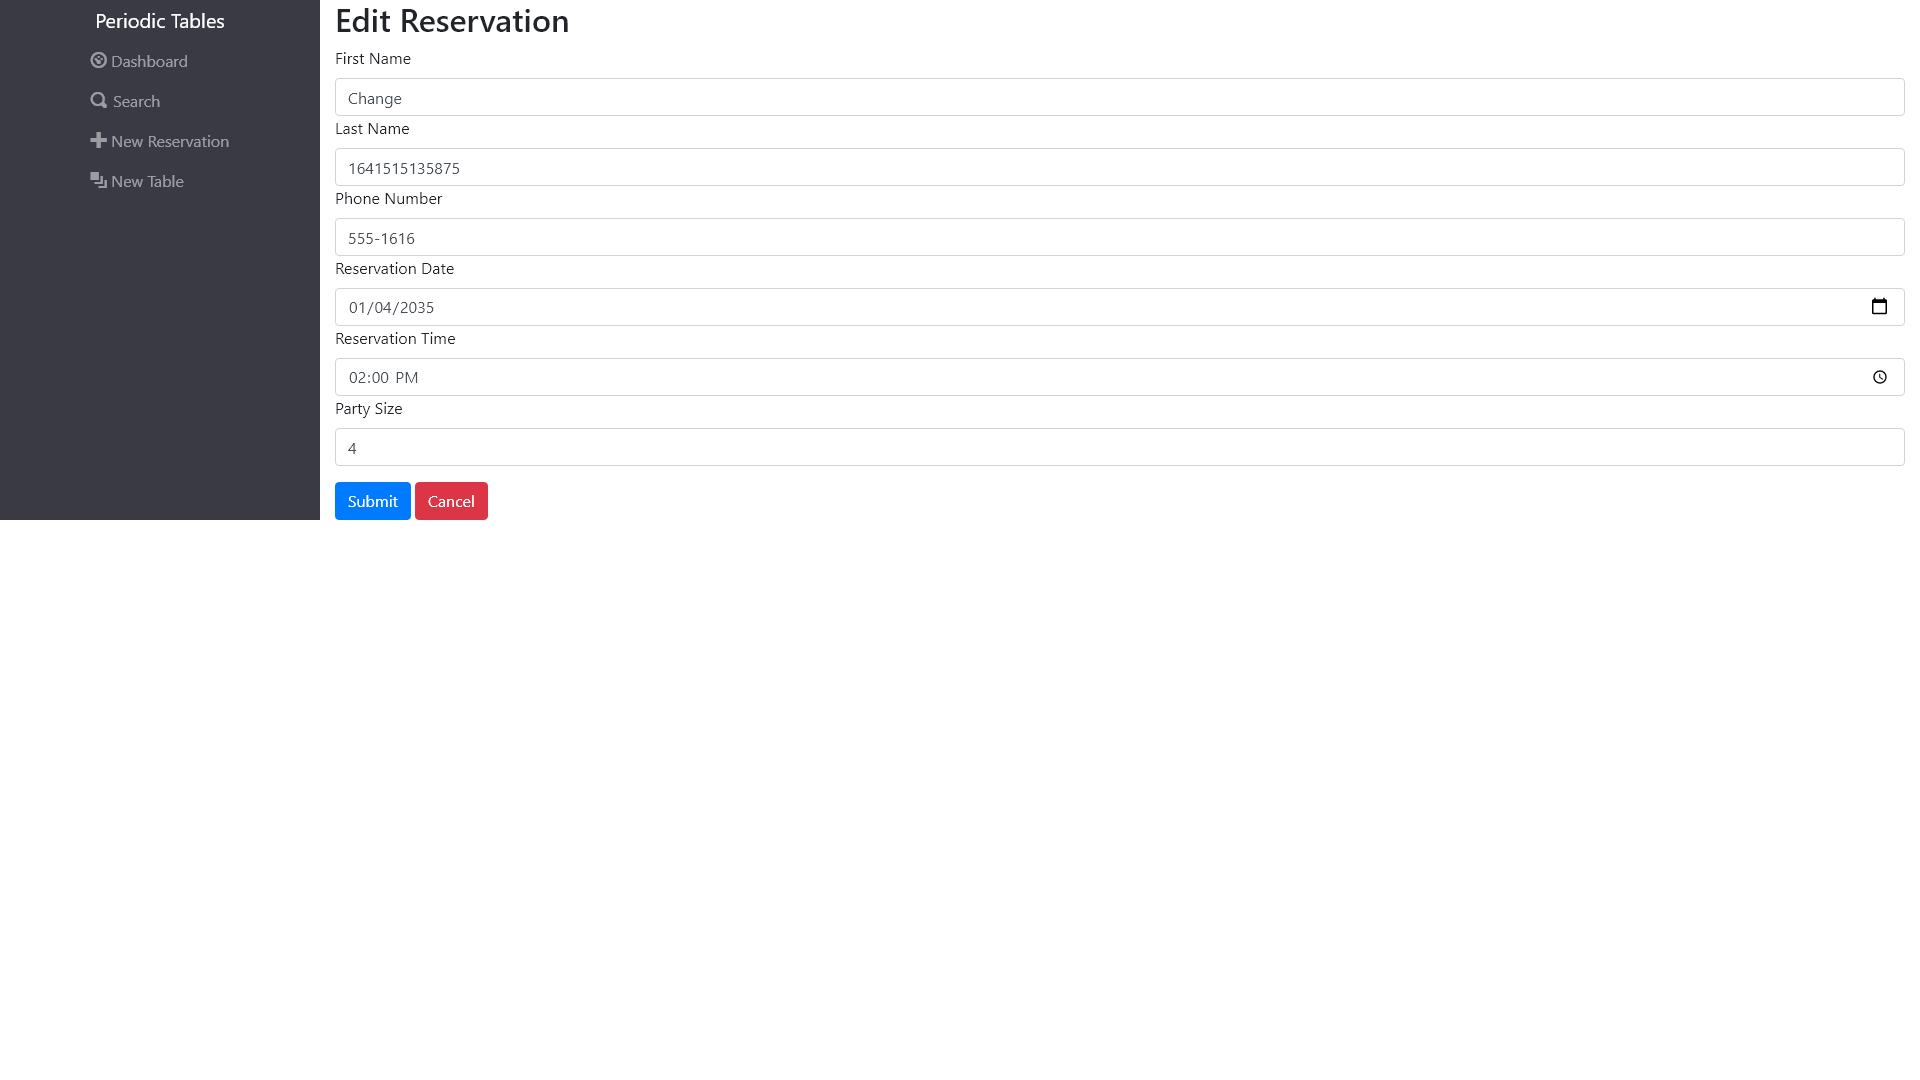 Periodic Tables
Dashboard
Search
New Reservation
New Table
Edit Reservation
First Name
Change
Last Name
1641515135875
Phone Number
555-1616
Reservation Date
01/04/2035
Reservation Time
02:00 PM
Party Size
4
Submit Cancel